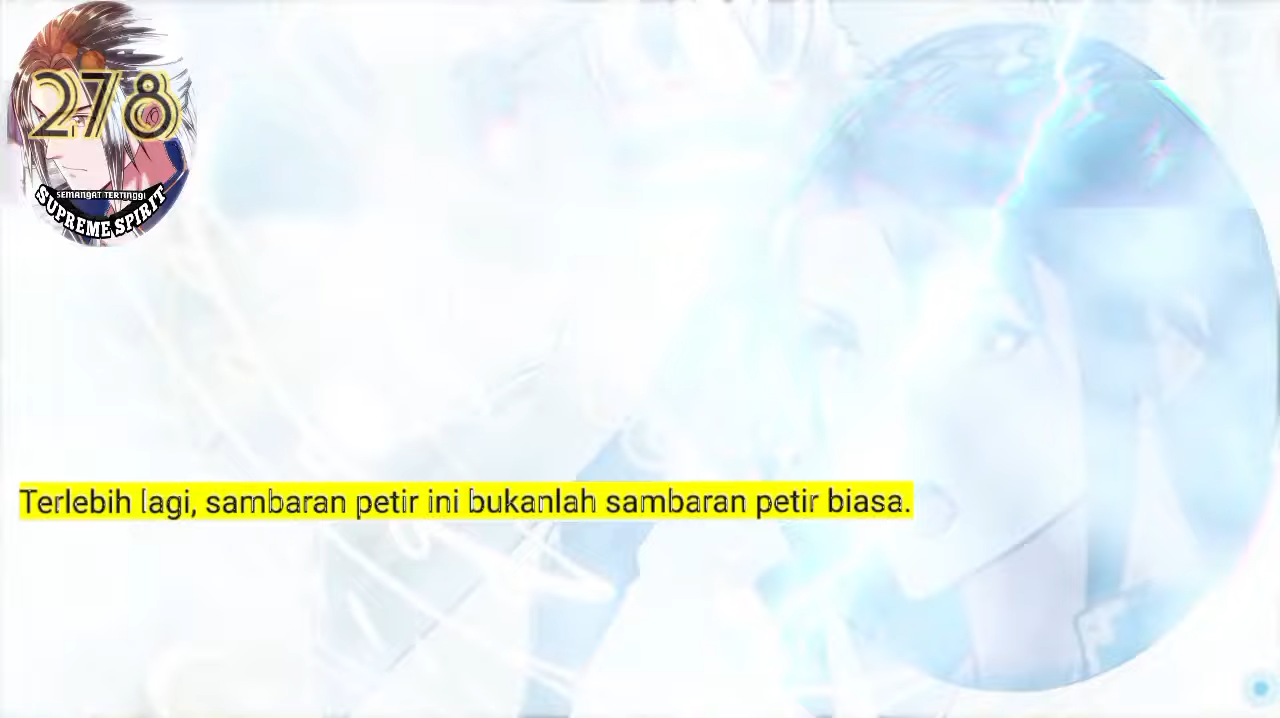 278
SEMANGAT TERTINGGI
SUPREME SPIRIT
Terlebih lagi, sambaran petir ini bukanlah sambaran petir biasa.